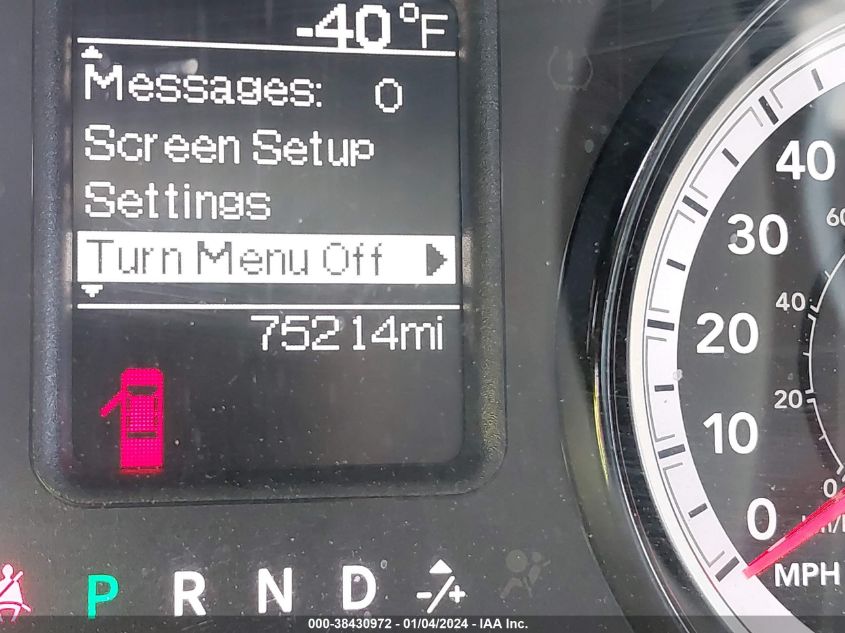 -40°F
Messages: 0
Screen Setup
Settings
Turn Menu Off
75214mi
P R N D -/+
40
30
20
10
0
MPH
60
40
20
0
000-38430972 - 01/04/2024 - IAA Inc.